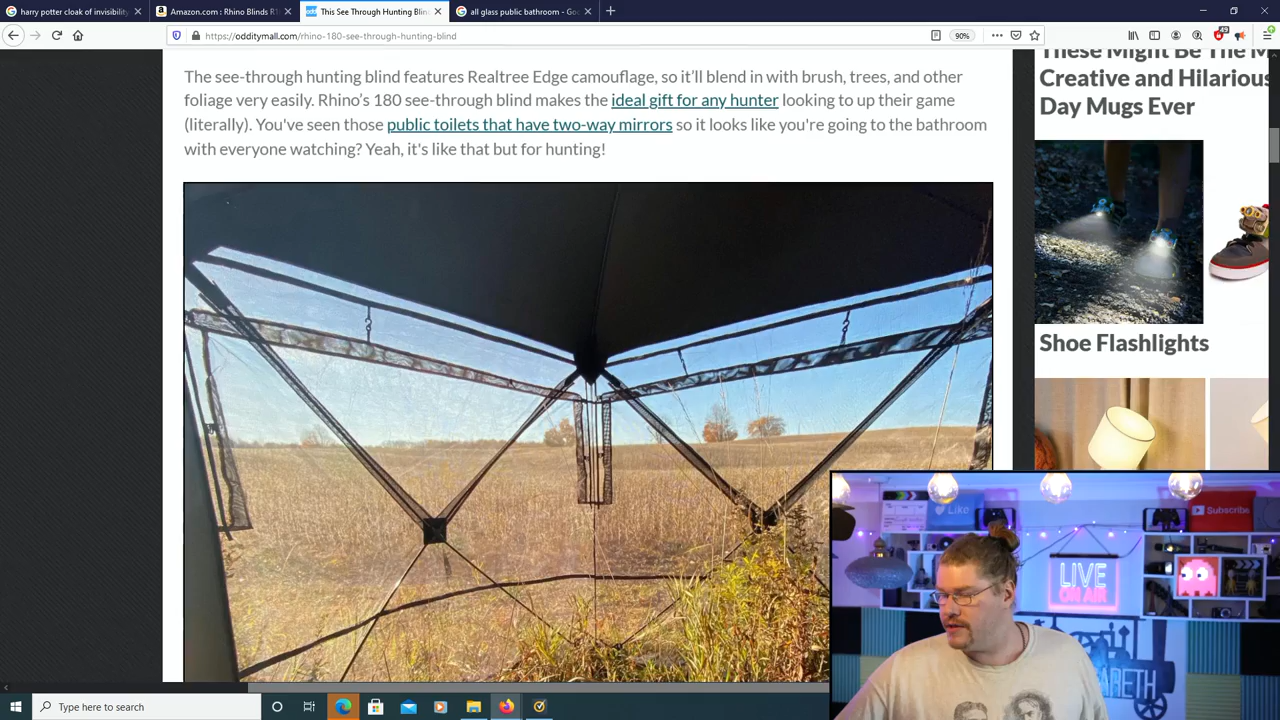 harry potter cloak of invisibility
Amazon.com : Rhino Blinds R1
This See Through Hunting Blin
all glass public bathroom - Goo
https://odditymall.com/rhino-180-see-through-hunting-blind
90%
The see-through hunting blind features Realtree Edge camouflage, so it'll blend in with brush, trees, and other
foliage very easily. Rhino's 180 see-through blind makes the ideal gift for any hunter looking to up their game
(literally). You've seen those public toilets that have two-way mirrors so it looks like you're going to the bathroom
with everyone watching? Yeah, it's like that but for hunting!
These Might Be The M
Creative and Hilarious
Day Mugs Ever
Shoe Flashlights
Like
Subscribe
LIVE
ON AIR
Type here to search